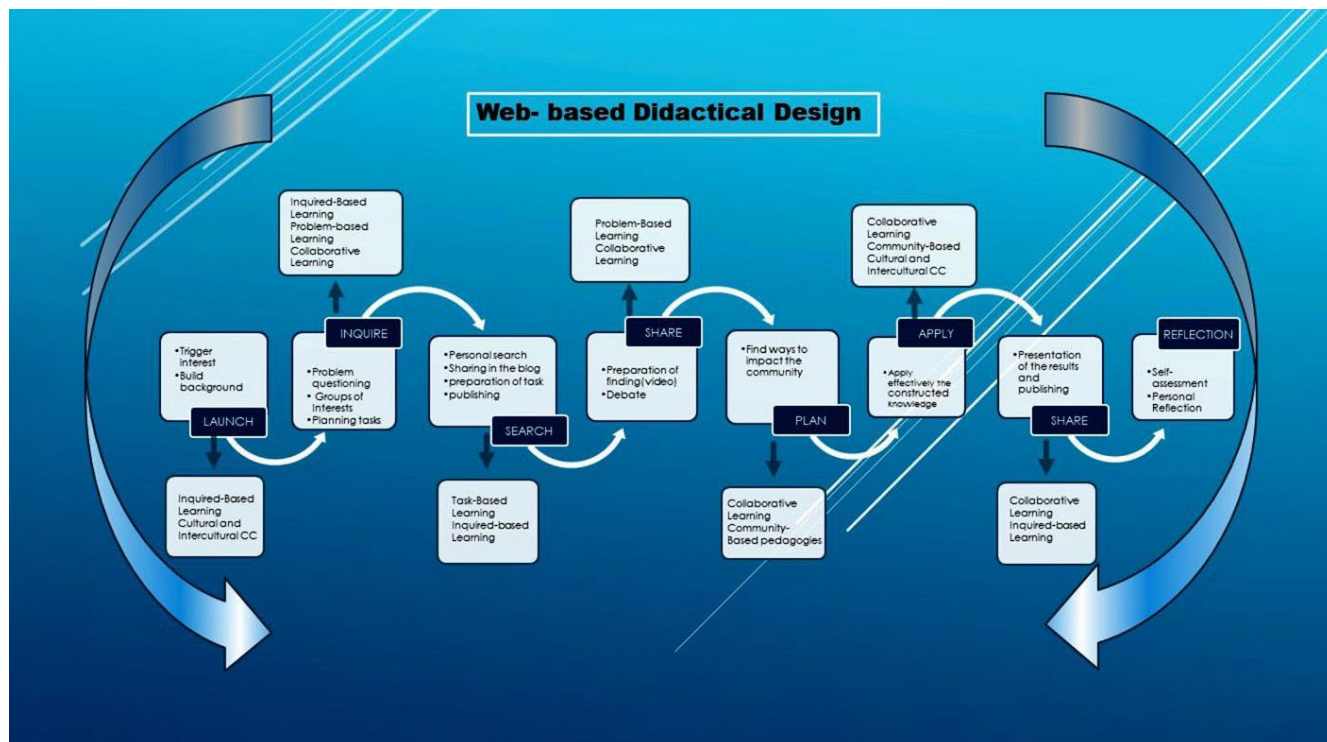 Web- based Didactical Design
Inquired-Based
Learning
Problem-based
Learning
Collaborative
Learning
Problem-Based
Learning
Collaborative
Learning
Collaborative
Learning
Community-Based
Cultural and
Intercultural CC
•Trigger
interest
•Build
background
LAUNCH
INQUIRE
•Problem
questioning
• Groups of
Interests
•Planning tasks
•Personal search
•Sharing in the blog
•preparation of task
•publishing
SEARCH
SHARE
•Preparation of
finding(video)
•Debate
•Find ways to
impact the
community
PLAN
APPLY
•Apply
effectively the
constructed
knowledge
•Presentation
of the results
and
publishing
SHARE
REFLECTION
•Self-
assessment
•Personal
Reflection
Inquired-Based
Learning
Cultural and
Intercultural CC
Task-Based
Learning
Inquired-based
Learning
Collaborative
Learning
Community-
Based pedagogies
Collaborative
Learning
Inquired-based
Learning